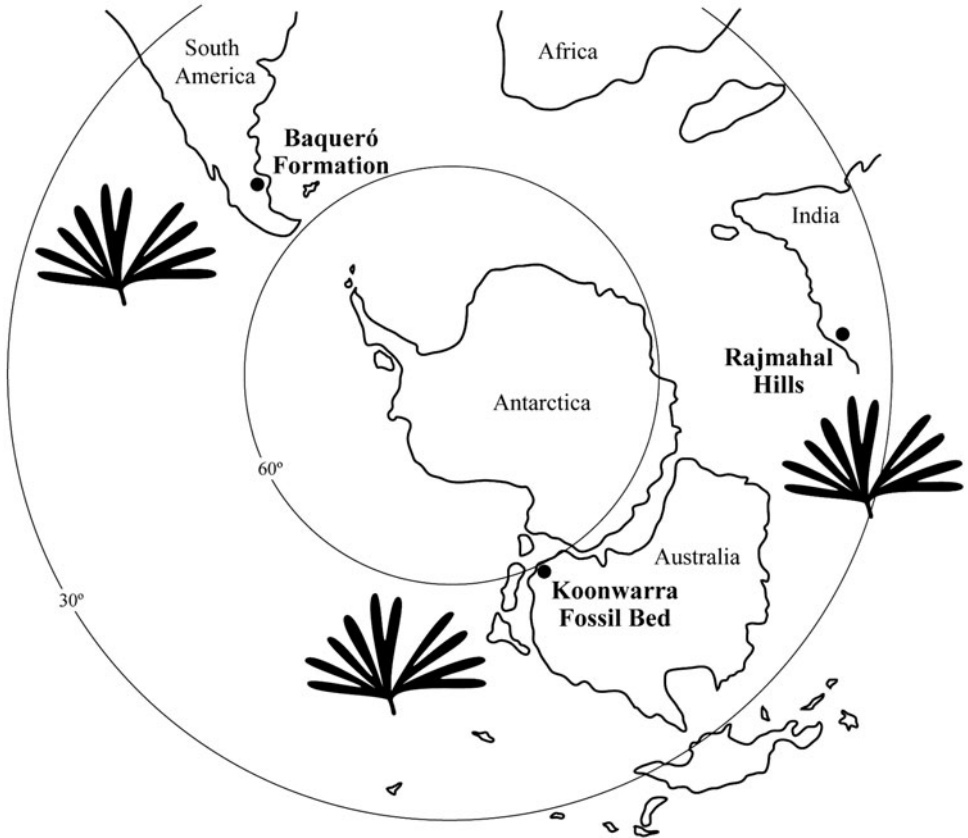 South
America
Africa
Baqueró
Formation
India
Rajmahal
Hills
Antarctica
60º
Australia
Koonwarra
Fossil Bed
30º